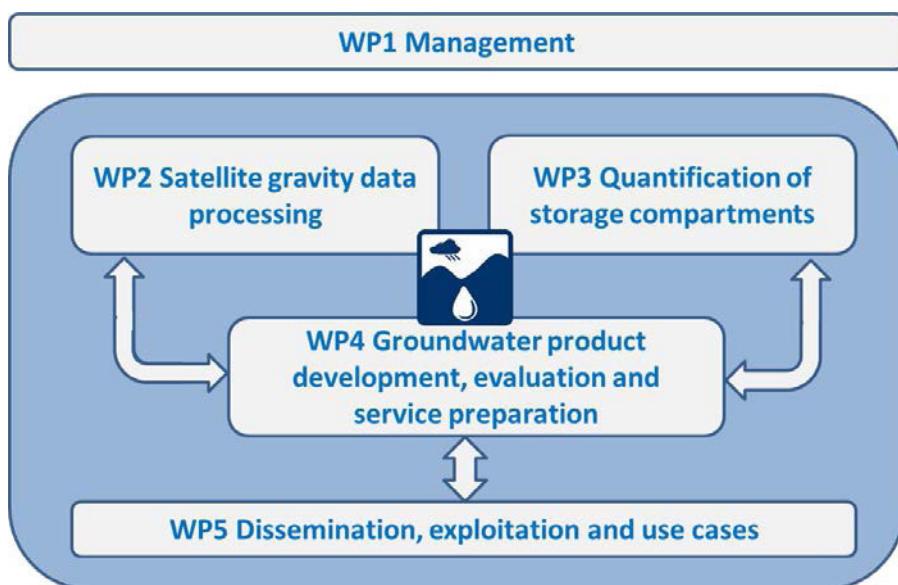 WP1 Management
WP2 Satellite gravity data
processing
WP3 Quantification of
storage compartments
WP4 Groundwater product
development, evaluation and
service preparation
WP5 Dissemination, exploitation and use cases